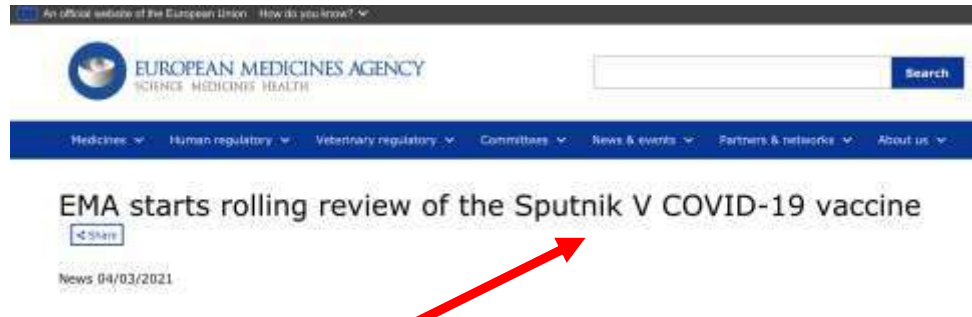 An official website of the European Union How do you know?
EUROPEAN MEDICINES AGENCY
SCIENCE MEDICINES HEALTH
Search
Medicines Human regulatory Veterinary regulatory Committees News & events Partners & networks About us
EMA starts rolling review of the Sputnik V COVID-19 vaccine
Share
News 04/03/2021